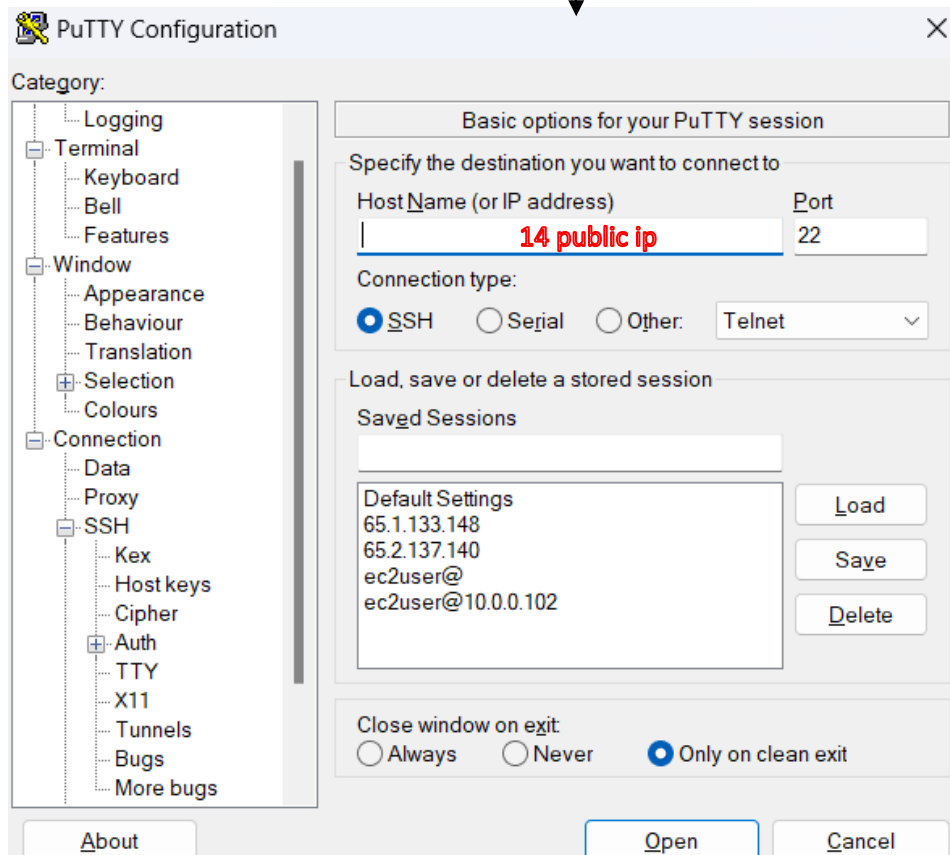 PuTTY Configuration
Category:
Logging
Terminal
Keyboard
Bell
Features
Window
Appearance
Behaviour
Translation
Selection
Colours
Connection
Data
Proxy
SSH
Kex
Host keys
Cipher
Auth
TTY
X11
Tunnels
Bugs
More bugs
Basic options for your PuTTY session
Specify the destination you want to connect to
Host Name (or IP address) Port
14 public ip 22
Connection type:
SSH Serial Other: Telnet
Load, save or delete a stored session
Saved Sessions
Default Settings
65.1.133.148
65.2.137.140
ec2user@
ec2user@10.0.0.102
Load
Save
Delete
Close window on exit:
Always Never Only on clean exit
About Open Cancel